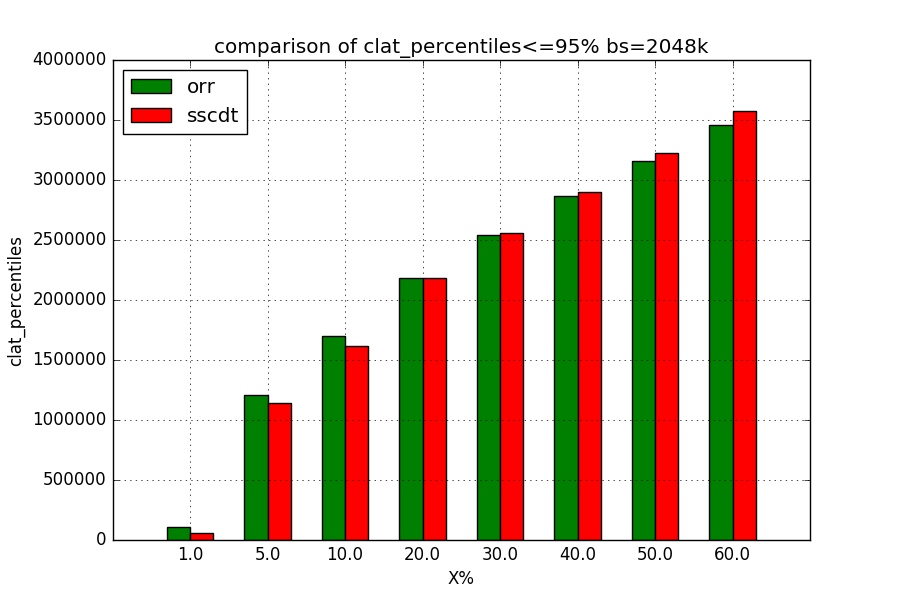 comparison of clat_percentiles<=95% bs=2048k
4000000
3500000
3000000
2500000
2000000
1500000
1000000
500000
0
clat_percentiles
orr
sscdt
1.0 5.0 10.0 20.0 30.0 40.0 50.0 60.0
X%